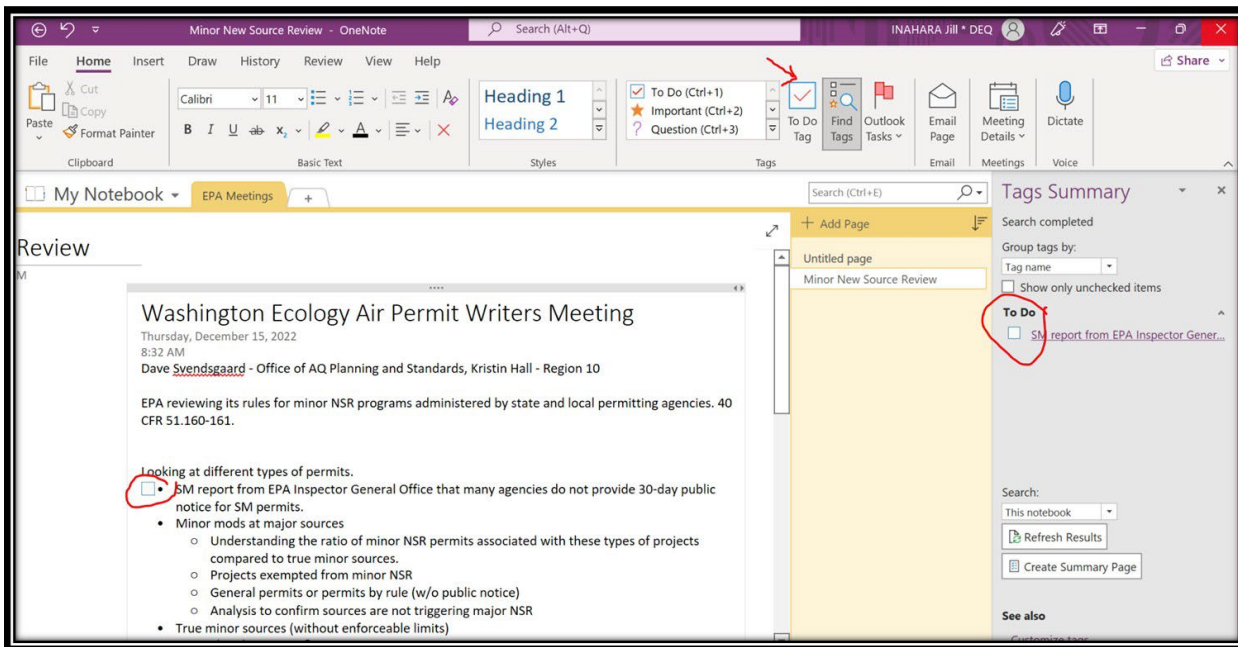 Minor New Source Review - OneNote
Search (Alt+Q)
INAHARA Jill * DEQ
File Home Insert Draw History Review View Help
Share
Paste
Cut
Copy
Format Painter
Clipboard
Calibri 11
B I U ab x₂ A
Basic Text
Heading 1
Heading 2
Styles
To Do (Ctrl+1)
Important (Ctrl+2)
Question (Ctrl+3)
To Do Tag
Find Tags
Outlook Tasks
Tags
Email Page
Email
Meeting Details
Meetings
Dictate
Voice
My Notebook
EPA Meetings
+
Search (Ctrl+E)
Review
M
Washington Ecology Air Permit Writers Meeting
Thursday, December 15, 2022
8:32 AM
Dave Svendsgaard - Office of AQ Planning and Standards, Kristin Hall - Region 10
EPA reviewing its rules for minor NSR programs administered by state and local permitting agencies. 40
CFR 51.160-161.
Looking at different types of permits.
• SM report from EPA Inspector General Office that many agencies do not provide 30-day public
notice for SM permits.
• Minor mods at major sources
○ Understanding the ratio of minor NSR permits associated with these types of projects
compared to true minor sources.
○ Projects exempted from minor NSR
○ General permits or permits by rule (w/o public notice)
○ Analysis to confirm sources are not triggering major NSR
• True minor sources (without enforceable limits)
+ Add Page
Untitled page
Minor New Source Review
Tags Summary
Search completed
Group tags by:
Tag name
Show only unchecked items
To Do
SM report from EPA Inspector Gener...
Search:
This notebook
Refresh Results
Create Summary Page
See also
Customize tags